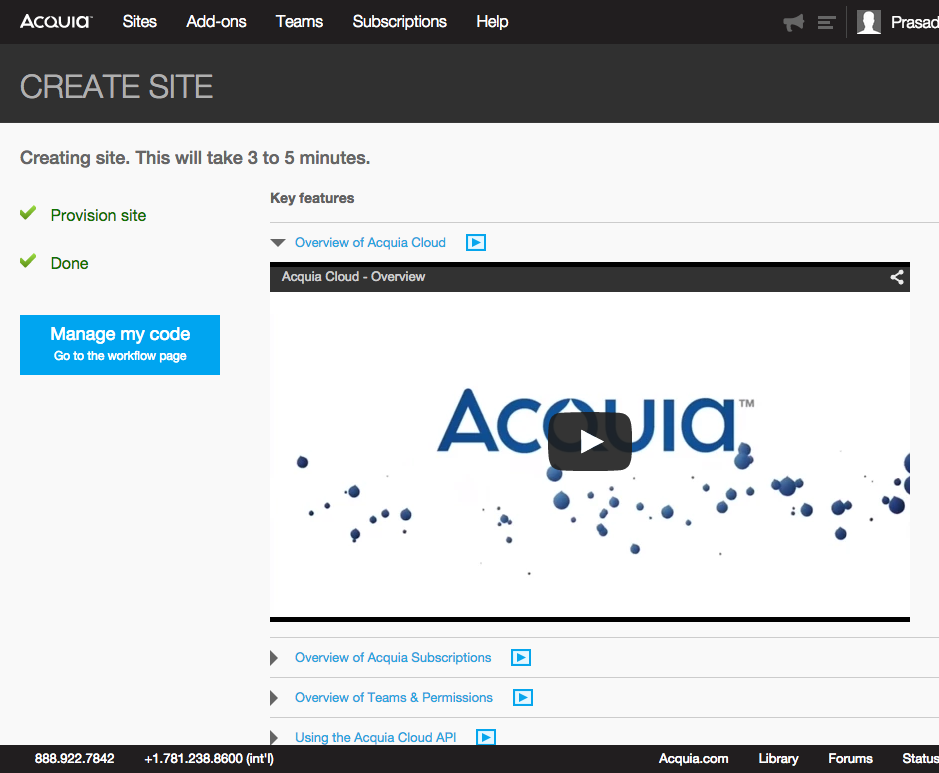 Acquia Sites Add-ons Teams Subscriptions Help Prasad
CREATE SITE
Creating site. This will take 3 to 5 minutes.
Provision site
Done
Manage my code
Go to the workflow page
Key features
Overview of Acquia Cloud
Acquia Cloud - Overview
Acquia™
Overview of Acquia Subscriptions
Overview of Teams & Permissions
Using the Acquia Cloud API
888.922.7842 +1.781.238.8600 (int'l) Acquia.com Library Forums Status